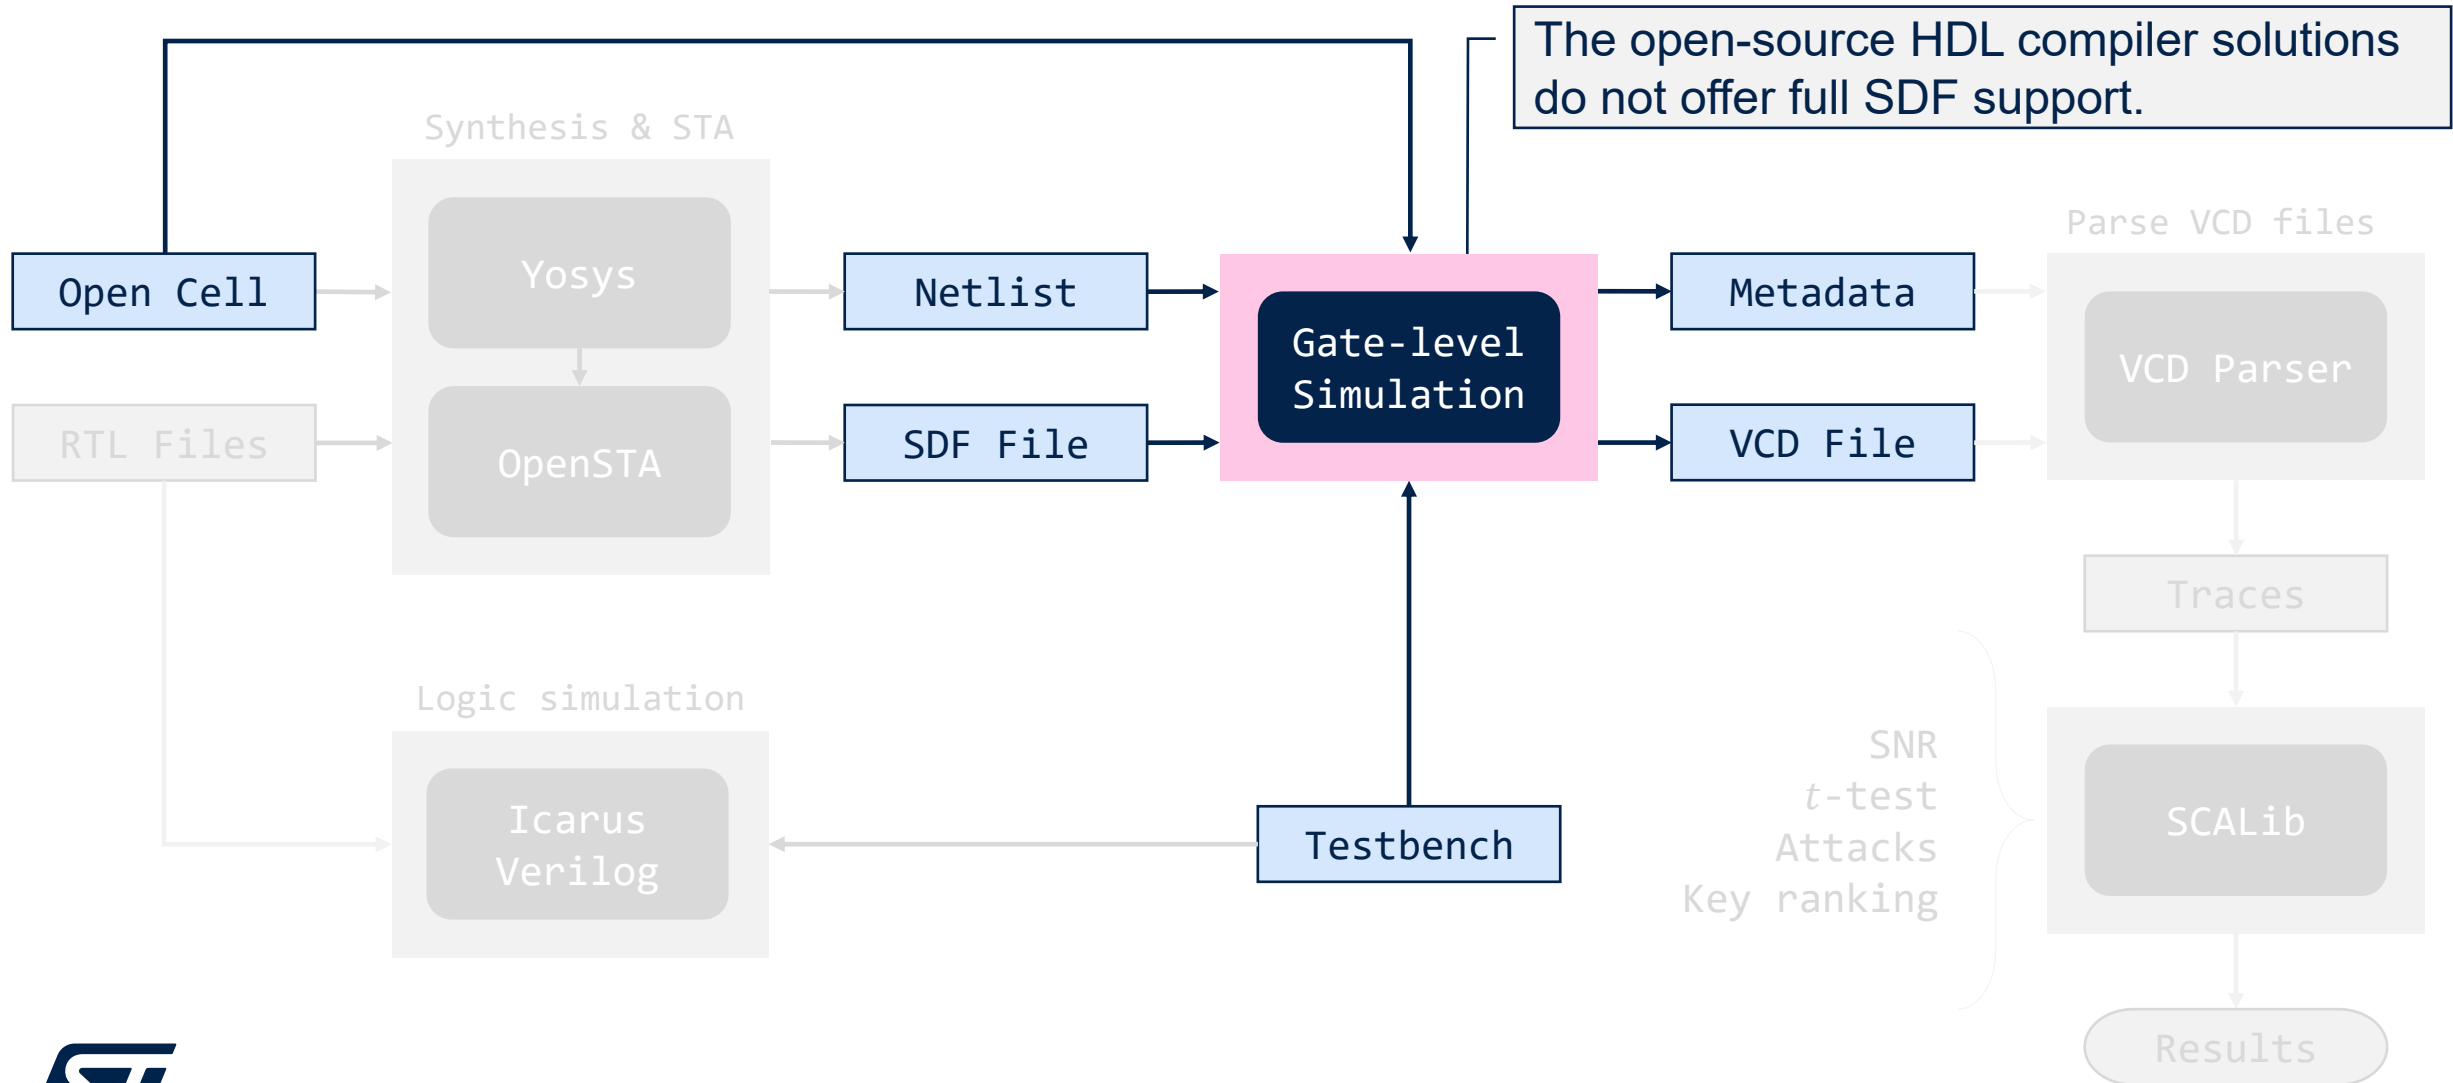 The open-source HDL compiler solutions
do not offer full SDF support.
Synthesis & STA
Parse VCD files
Open Cell
Yosys
Netlist
Gate-level
Simulation
Metadata
VCD Parser
RTL Files
OpenSTA
SDF File
VCD File
Traces
Logic simulation
Icarus
Verilog
Testbench
SNR
t-test
Attacks
Key ranking
SCALib
Results